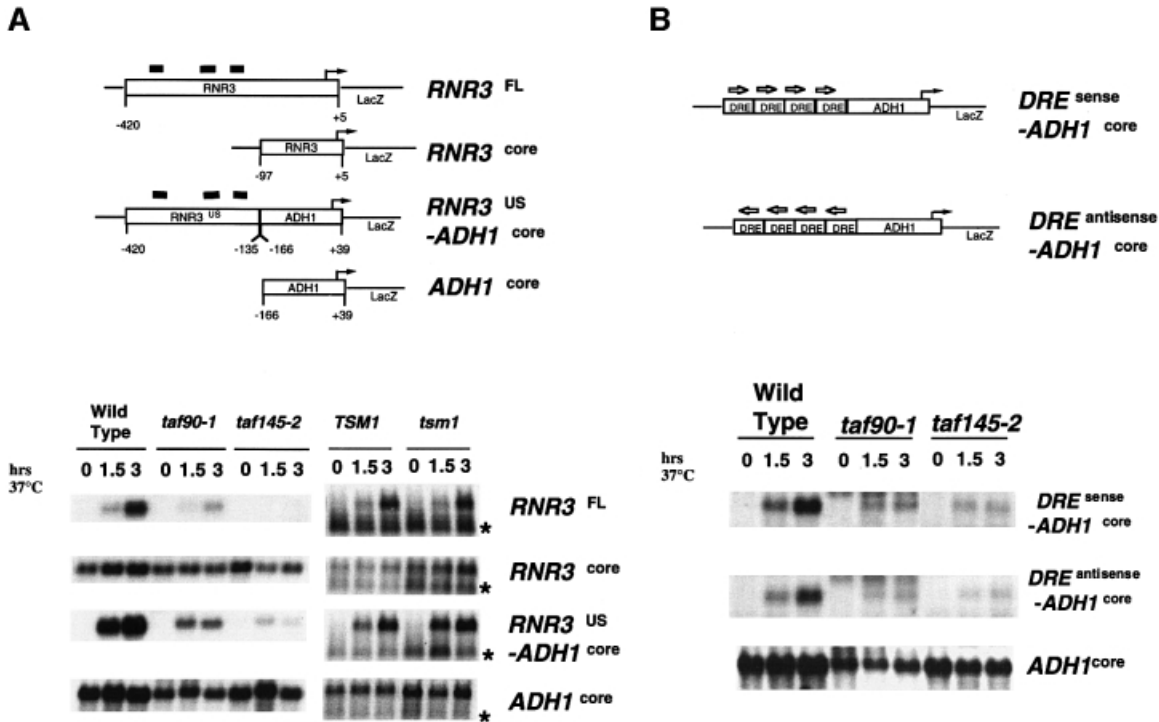 A
RNR3
LacZ
-420
+5
RNR3 FL
RNR3
LacZ
-97
+5
RNR3 core
RNR3 US
ADH1
LacZ
-420
-135
-166
+39
RNR3 US
-ADH1 core
ADH1
LacZ
-166
+39
ADH1 core
Wild
Type
taf90-1
taf145-2
TSM1
tsm1
hrs
37°C
0 1.5 3 0 1.5 3 0 1.5 3 0 1.5 3 0 1.5 3
RNR3 FL
*
RNR3 core
*
RNR3 US
-ADH1 core
*
ADH1 core
*
B
DRE DRE DRE DRE ADH1
LacZ
DRE sense
-ADH1 core
DRE DRE DRE DRE ADH1
LacZ
DRE antisense
-ADH1 core
Wild
Type
taf90-1
taf145-2
hrs
37°C
0 1.5 3 0 1.5 3 0 1.5 3
DRE sense
-ADH1 core
DRE antisense
-ADH1 core
ADH1 core